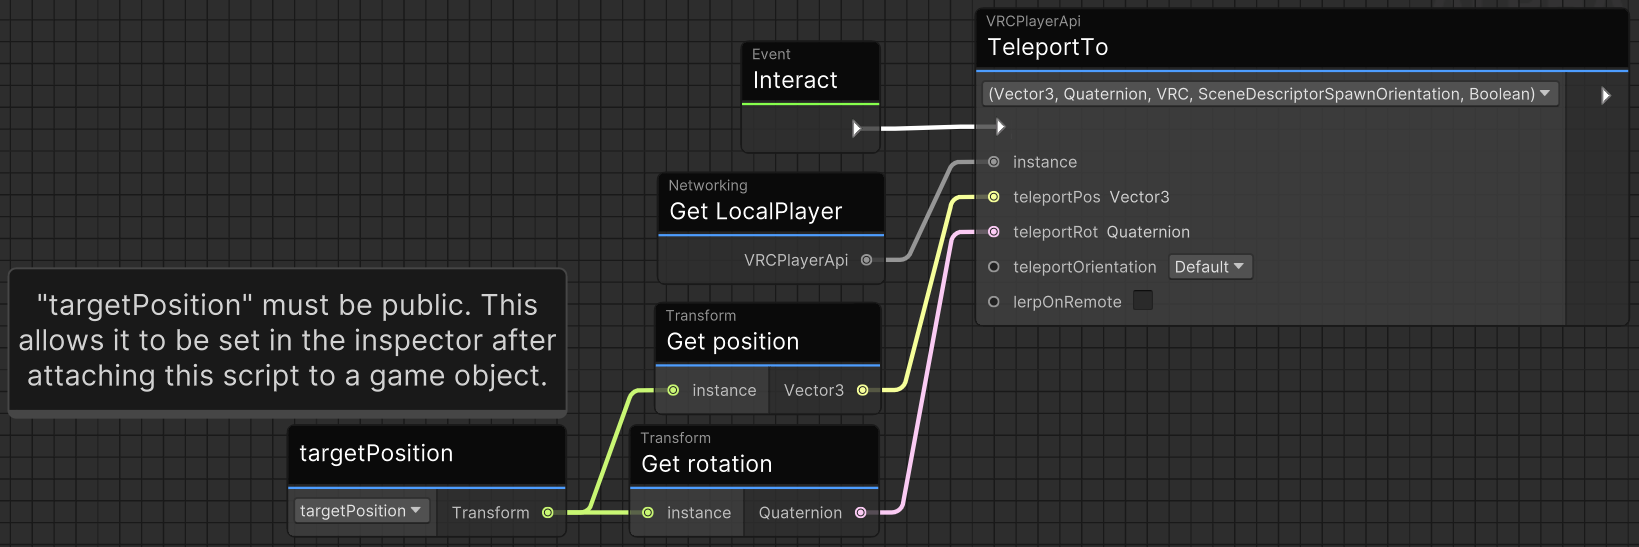 VRCPlayerApi
TeleportTo
(Vector3, Quaternion, VRC, SceneDescriptorSpawnOrientation, Boolean)
instance
teleportPos Vector3
teleportRot Quaternion
teleportOrientation Default
lerpOnRemote
Event
Interact
Networking
Get LocalPlayer
VRCPlayerApi
"targetPosition" must be public. This
allows it to be set in the inspector after
attaching this script to a game object.
Transform
Get position
instance Vector3
targetPosition
targetPosition Transform
Transform
Get rotation
instance Quaternion